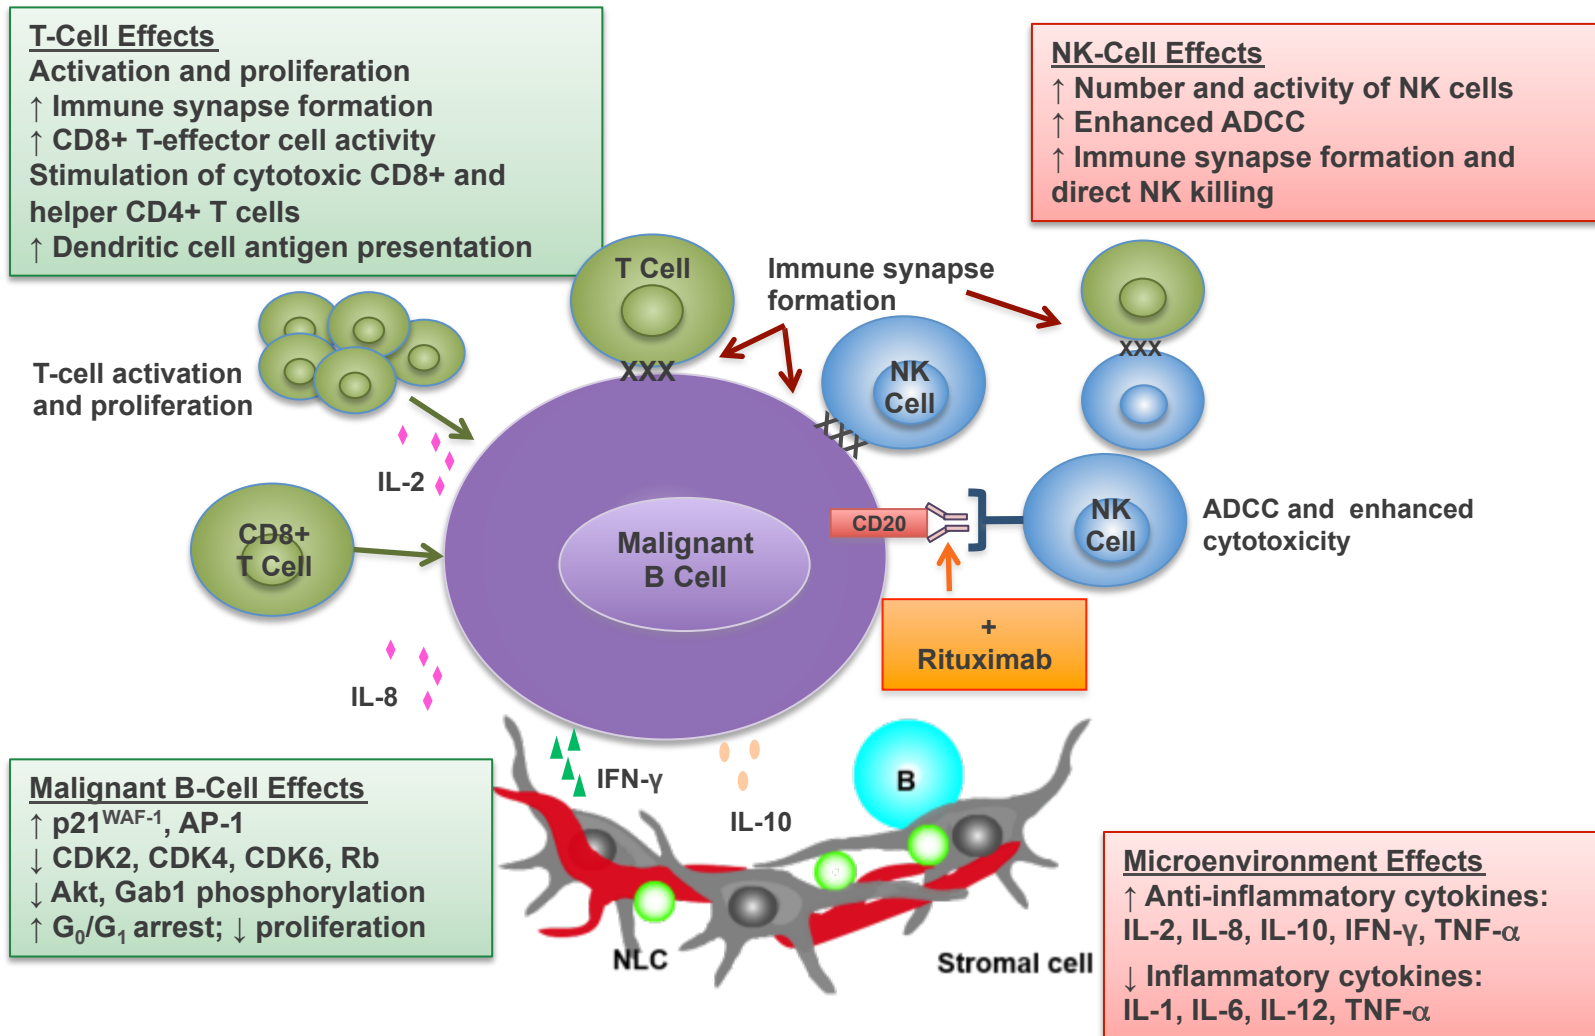 T-Cell Effects
Activation and proliferation
↑ Immune synapse formation
↑ CD8+ T-effector cell activity
Stimulation of cytotoxic CD8+ and
helper CD4+ T cells
↑ Dendritic cell antigen presentation
NK-Cell Effects
↑ Number and activity of NK cells
↑ Enhanced ADCC
↑ Immune synapse formation and
direct NK killing
T Cell
XXX
Immune synapse
formation
XXX
T-cell activation
and proliferation
NK
Cell
XXX
IL-2
CD8+
T Cell
Malignant
B Cell
CD20
NK
Cell
ADCC and enhanced
cytotoxicity
+
Rituximab
IL-8
IFN-γ
IL-10
B
NLC
Stromal cell
Malignant B-Cell Effects
↑ p21WAF-1, AP-1
↓ CDK2, CDK4, CDK6, Rb
↓ Akt, Gab1 phosphorylation
↑ G0/G1 arrest; ↓ proliferation
Microenvironment Effects
↑ Anti-inflammatory cytokines:
IL-2, IL-8, IL-10, IFN-γ, TNF-α
↓ Inflammatory cytokines:
IL-1, IL-6, IL-12, TNF-α